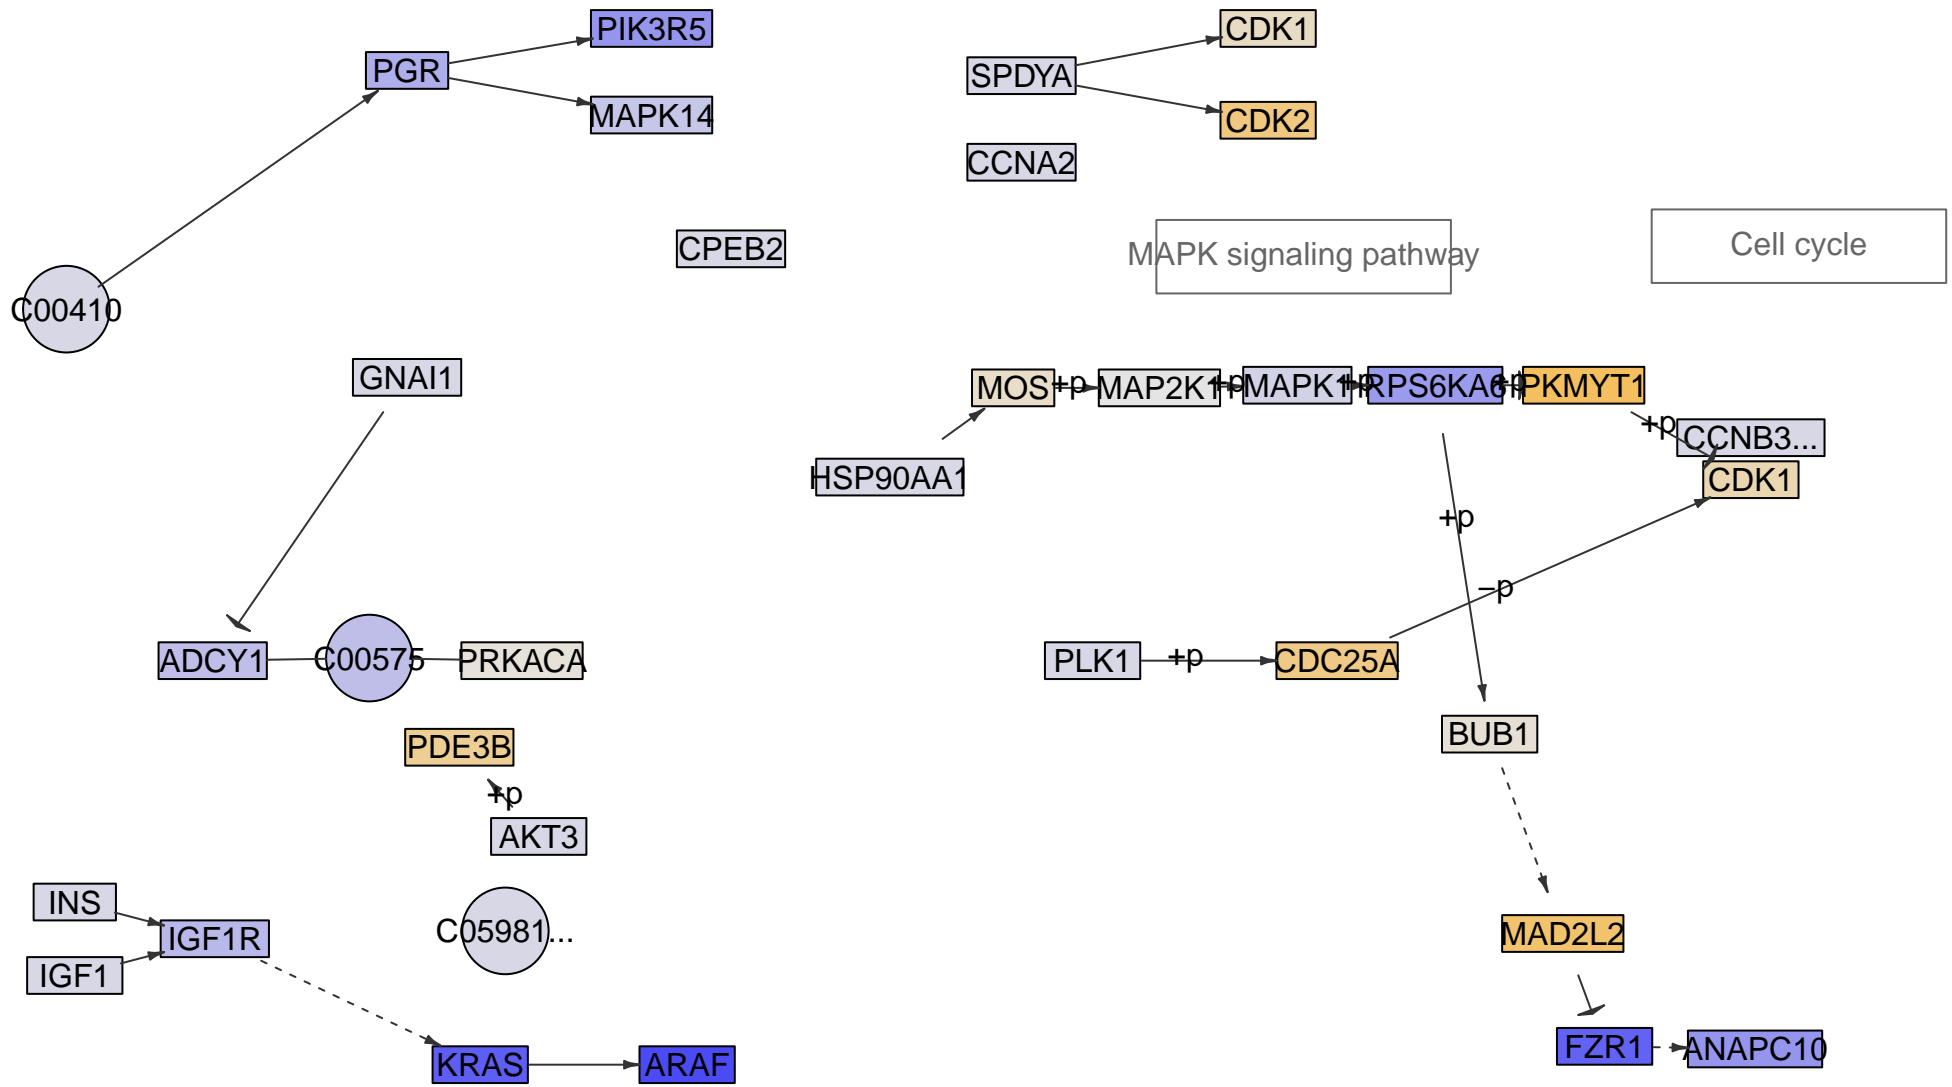 PIK3R5
CDK1
PGR
SPDYA
MAPK14
CDK2
CCNA2
CPEB2
MAPK signaling pathway
Cell cycle
C00410
GNAI1
MOS
+p
MAP2K1
+p
MAPK1
+p
RPS6KA6
+p
PKMYT1
+p
CCNB3...
HSP90AA1
CDK1
+p
−p
ADCY1
C00575
PRKACA
PLK1
+p
CDC25A
BUB1
PDE3B
+p
AKT3
INS
IGF1R
C05981...
MAD2L2
IGF1
KRAS
ARAF
FZR1
ANAPC10